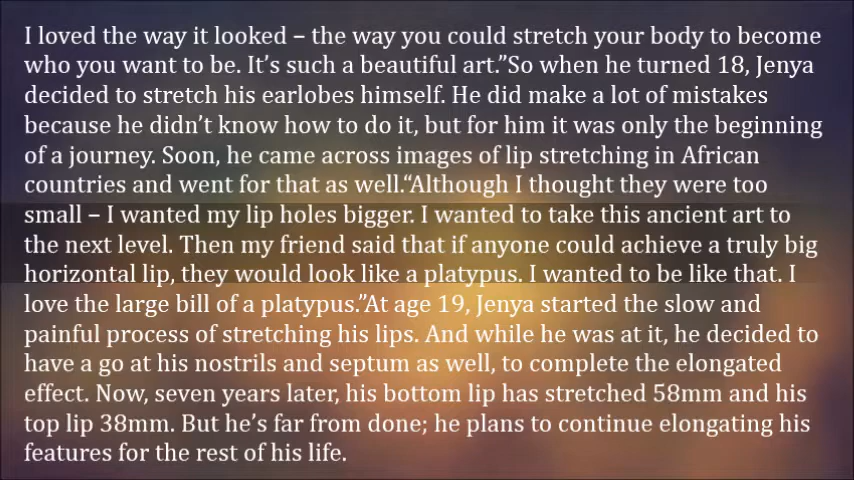 I loved the way it looked – the way you could stretch your body to become
who you want to be. It’s such a beautiful art.”So when he turned 18, Jenya
decided to stretch his earlobes himself. He did make a lot of mistakes
because he didn’t know how to do it, but for him it was only the beginning
of a journey. Soon, he came across images of lip stretching in African
countries and went for that as well.“Although I thought they were too
small – I wanted my lip holes bigger. I wanted to take this ancient art to
the next level. Then my friend said that if anyone could achieve a truly big
horizontal lip, they would look like a platypus. I wanted to be like that. I
love the large bill of a platypus.”At age 19, Jenya started the slow and
painful process of stretching his lips. And while he was at it, he decided to
have a go at his nostrils and septum as well, to complete the elongated
effect. Now, seven years later, his bottom lip has stretched 58mm and his
top lip 38mm. But he’s far from done; he plans to continue elongating his
features for the rest of his life.